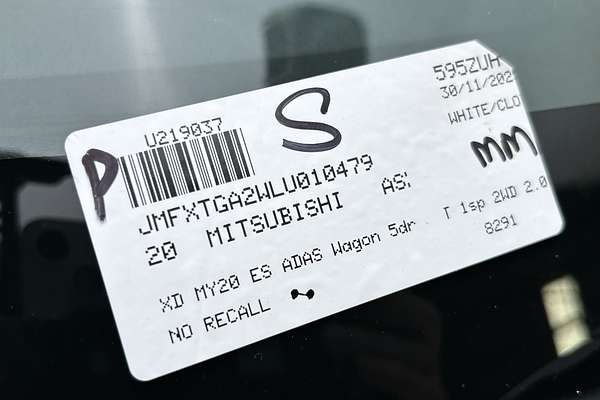 U219037
P
S
JMFXTGA2WLU010479
20 MITSUBISHI
XD MY20 ES ADAS Wagon 5dr
T 1sp 2WD 2.0
NO RECALL
8291
595ZUH
30/11/202
WHITE/CLO
MM